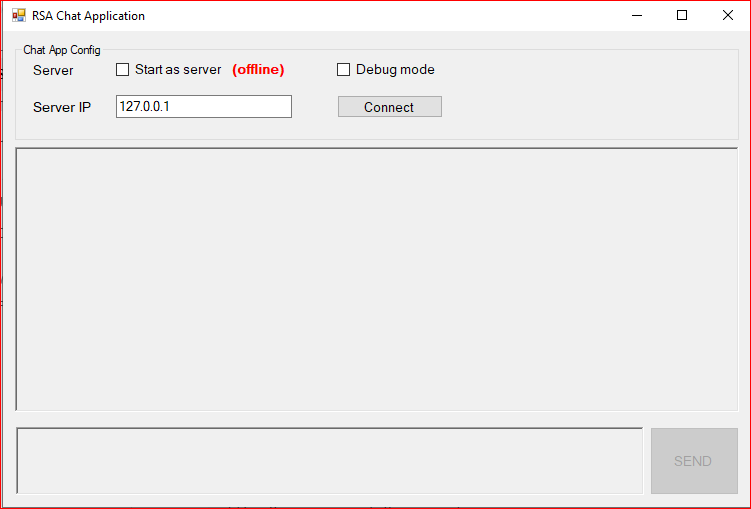 RSA Chat Application
Chat App Config
Server Start as server (offline) Debug mode
Server IP 127.0.0.1 Connect
SEND